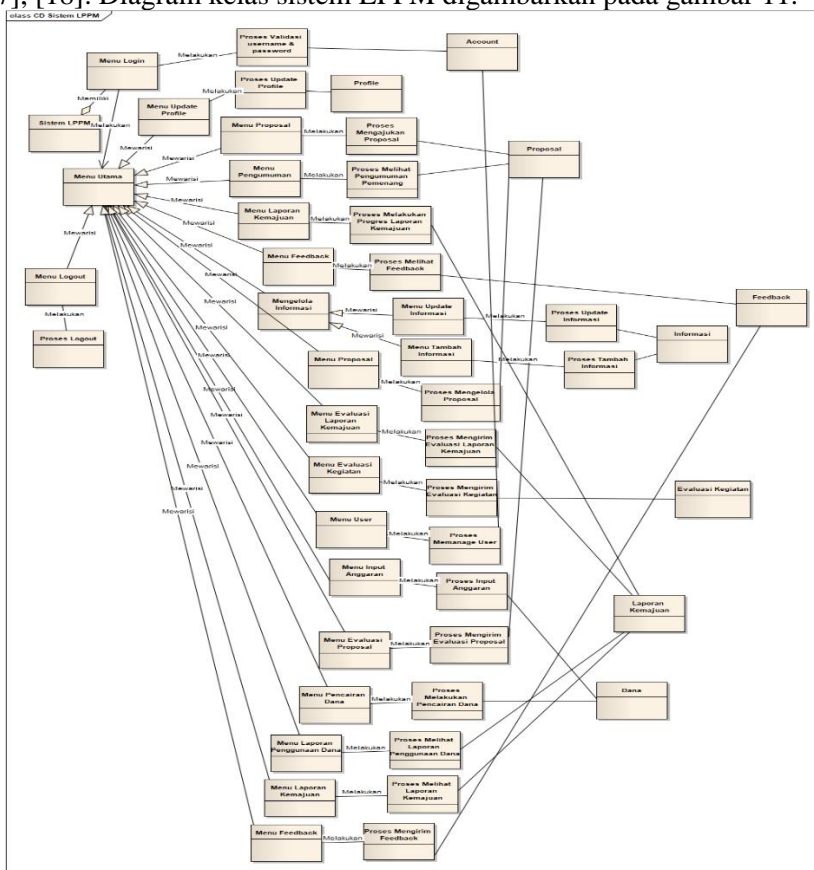 7], [18]. Diagram kelas sistem LPPM digambarkan pada gambar 11.
class CD Sistem LPPM
Proses Validasi
username &
password
Account
Melakukan
Menu Login
Proses Update
Profile
Profile
Memiliki
Menu Update
Profile
Sistem LPPM
Melakukan
Menu Proposal
Melakukan
Proses
Mengajukan
Proposal
Proposal
Mewarisi
Mewarisi
Menu Utama
Mewarisi
Menu
Pengumuman
Melakukan
Proses Melihat
Pengumuman
Pemenang
Mewarisi
Menu Laporan
Kemajuan
Melakukan
Proses Melakukan
Progres Laporan
Kemajuan
Mewarisi
Mewarisi
Mewarisi
Menu Feedback
Melakukan
Proses Melihat
Feedback
Menu Logout
Mewarisi
Feedback
Mengelola
Informasi
Mewarisi
Menu Update
Informasi
Melakukan
Proses Update
Informasi
Informasi
Melakukan
Proses Logout
Mewarisi
Mewarisi
Menu Tambah
Informasi
Melakukan
Proses Tambah
Informasi
Mewarisi
Menu Proposal
Melakukan
Proses Mengelola
Proposal
Mewarisi
Menu Evaluasi
Laporan
Kemajuan
Melakukan
Proses Mengirim
Evaluasi Laporan
Kemajuan
Mewarisi
Mewarisi
Menu Evaluasi
Kegiatan
Melakukan
Proses Mengirim
Evaluasi Kegiatan
Evaluasi Kegiatan
Mewarisi
Mewarisi
Menu User
Melakukan
Proses
Memanage User
Menu Input
Anggaran
Melakukan
Proses Input
Anggaran
Laporan
Kemajuan
Menu Evaluasi
Proposal
Melakukan
Proses Mengirim
Evaluasi Proposal
Menu Pencairan
Dana
Melakukan
Proses
Melakukan
Pencairan Dana
Dana
Menu Laporan
Penggunaan Dana
Melakukan
Proses Melihat
Laporan
Penggunaan Dana
Menu Laporan
Kemajuan
Melakukan
Proses Melihat
Laporan
Kemajuan
Menu Feedback
Melakukan
Proses Mengirim
Feedback